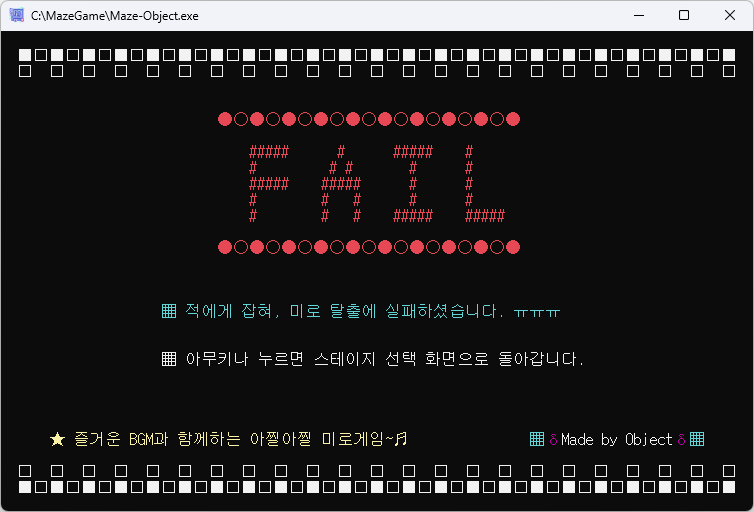 C:\MazeGame\Maze-Object.exe
FAIL
▦ 적에게 잡혀, 미로 탈출에 실패하셨습니다. ㅠㅠㅠ
▦ 아무키나 누르면 스테이지 선택 화면으로 돌아갑니다.
★ 즐거운 BGM과 함께하는 아찔아찔 미로게임~♬ ▦δMade by Objectδ▦